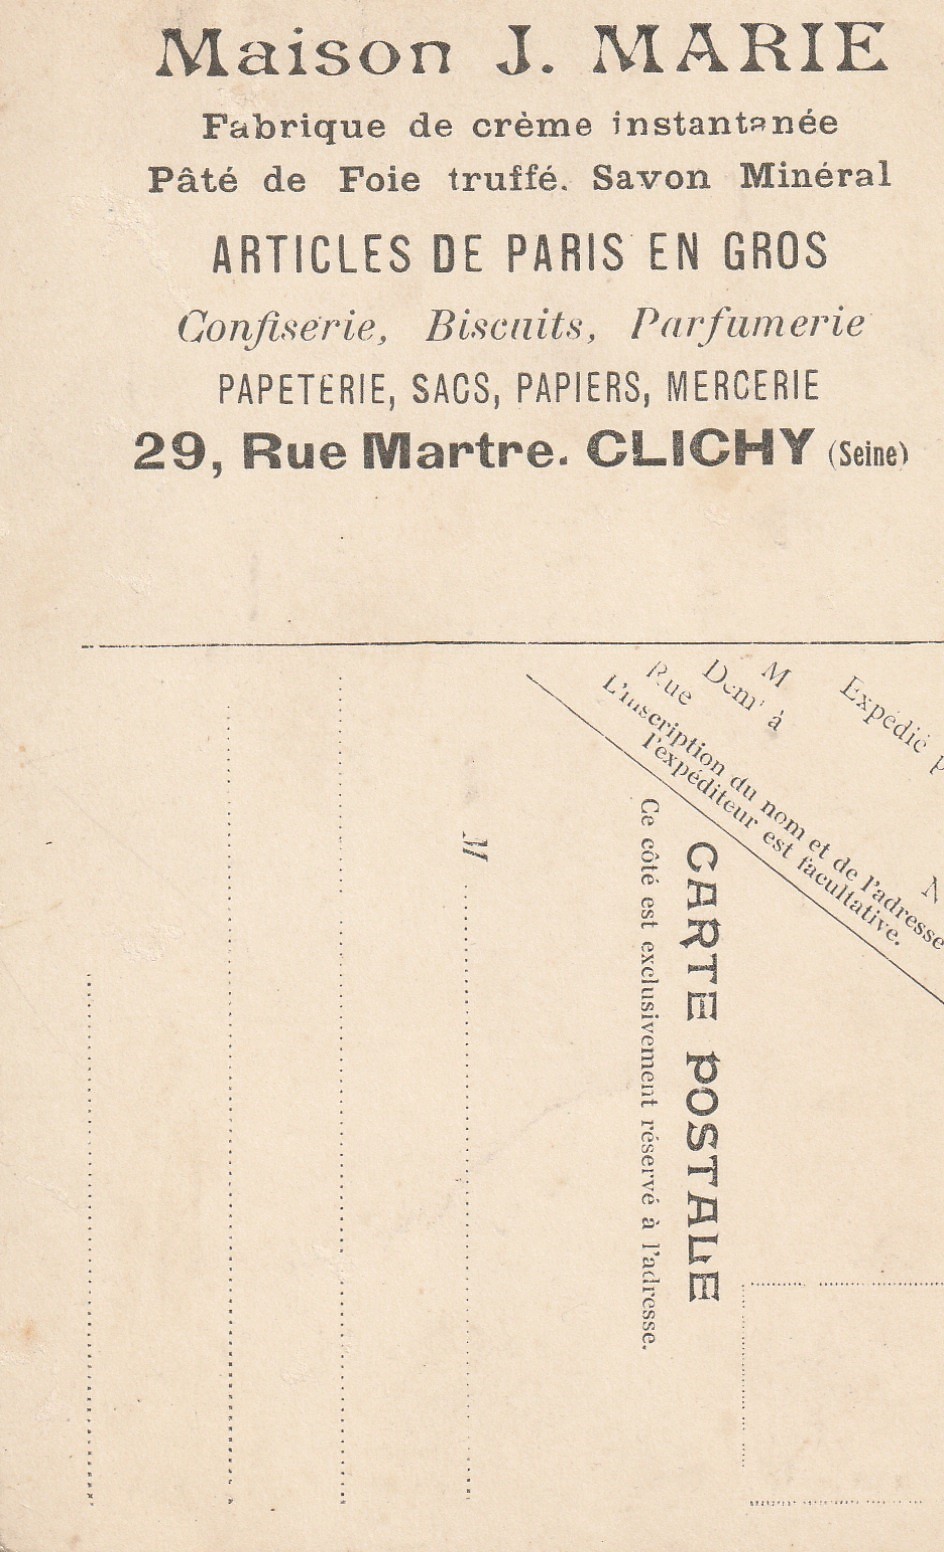 Maison J. MARIE
Fabrique de crème instantanée
Pâté de Foie truffé. Savon Minéral
ARTICLES DE PARIS EN GROS
Confiserie, Biscuits, Parfumerie
PAPETERIE, SACS, PAPIERS, MERCERIE
29, Rue Martre. CLICHY (Seine)
Expédié
M
Demt à
Rue
N
L'inscription du nom et de l'adresse
l'expéditeur est facultative.
CARTE POSTALE
Ce côté est exclusivement réservé à l'adresse.
M